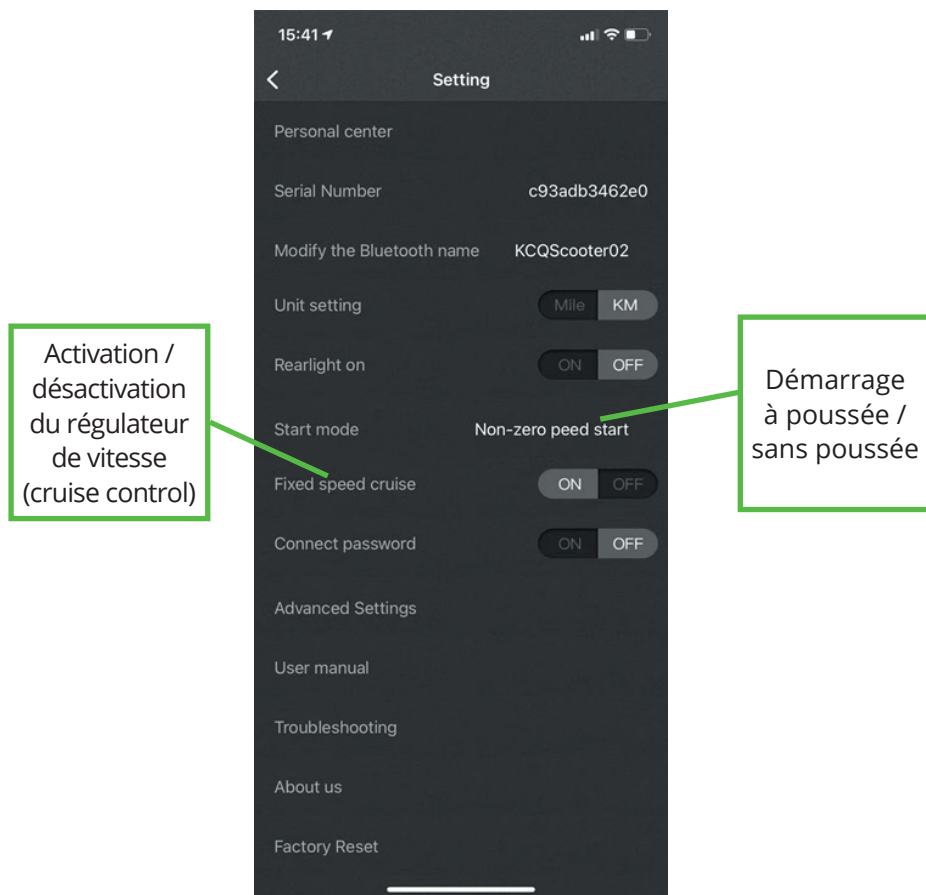 15:41
Setting
Personal center
Serial Number c93adb3462e0
Modify the Bluetooth name KCQScooter02
Unit setting Mile KM
Rearlight on ON OFF
Start mode Non-zero peed start
Fixed speed cruise ON OFF
Connect password ON OFF
Advanced Settings
User manual
Troubleshooting
About us
Factory Reset
Activation /
désactivation
du régulateur
de vitesse
(cruise control)
Démarrage
à poussée /
sans poussée